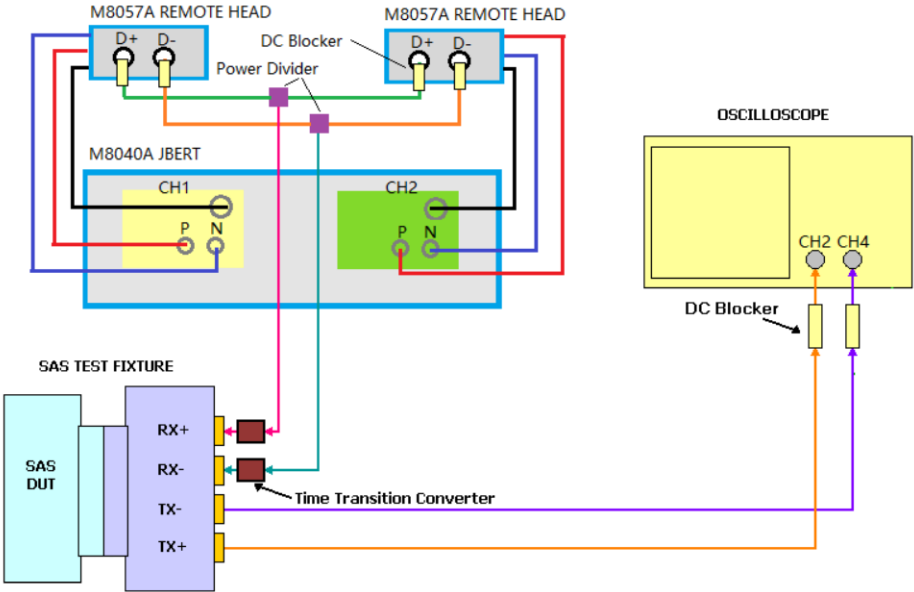 M8057A REMOTE HEAD
M8057A REMOTE HEAD
D+ D-
DC Blocker
D+ D-
Power Divider
OSCILLOSCOPE
M8040A JBERT
CH1
CH2
P N
P N
CH2 CH4
DC Blocker
SAS TEST FIXTURE
RX+
SAS
DUT
RX-
Time Transition Converter
TX-
TX+